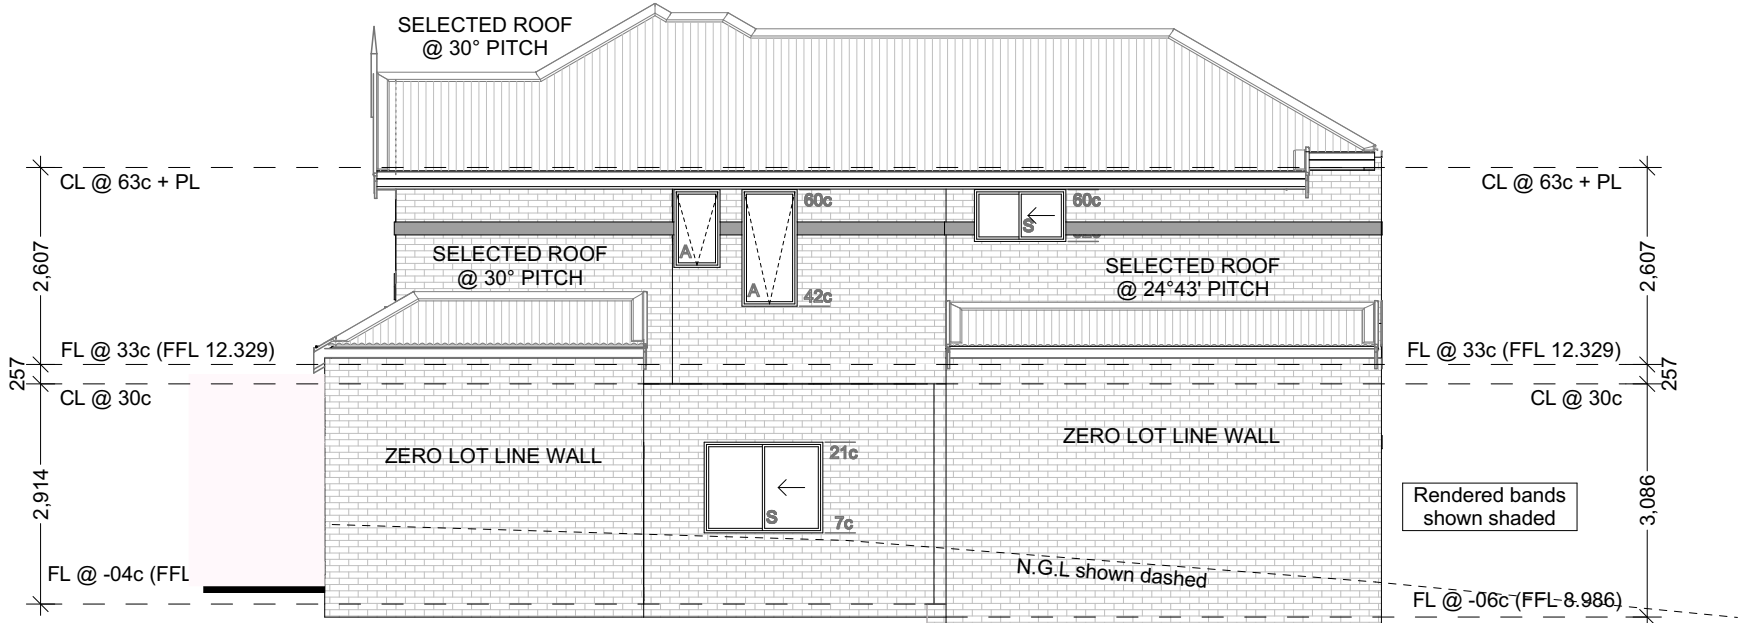 SELECTED ROOF
@ 30° PITCH
CL @ 63c + PL
CL @ 63c + PL
60c
60c
A
S
2,607
SELECTED ROOF
@ 30° PITCH
A
42c
SELECTED ROOF
@ 24°43' PITCH
2,607
FL @ 33c (FFL 12.329)
FL @ 33c (FFL 12.329)
257
257
CL @ 30c
CL @ 30c
ZERO LOT LINE WALL
21c
ZERO LOT LINE WALL
2,914
S
7c
Rendered bands
shown shaded
3,086
FL @ -04c (FFL
N.G.L shown dashed
FL @ -06c (FFL 8.986)